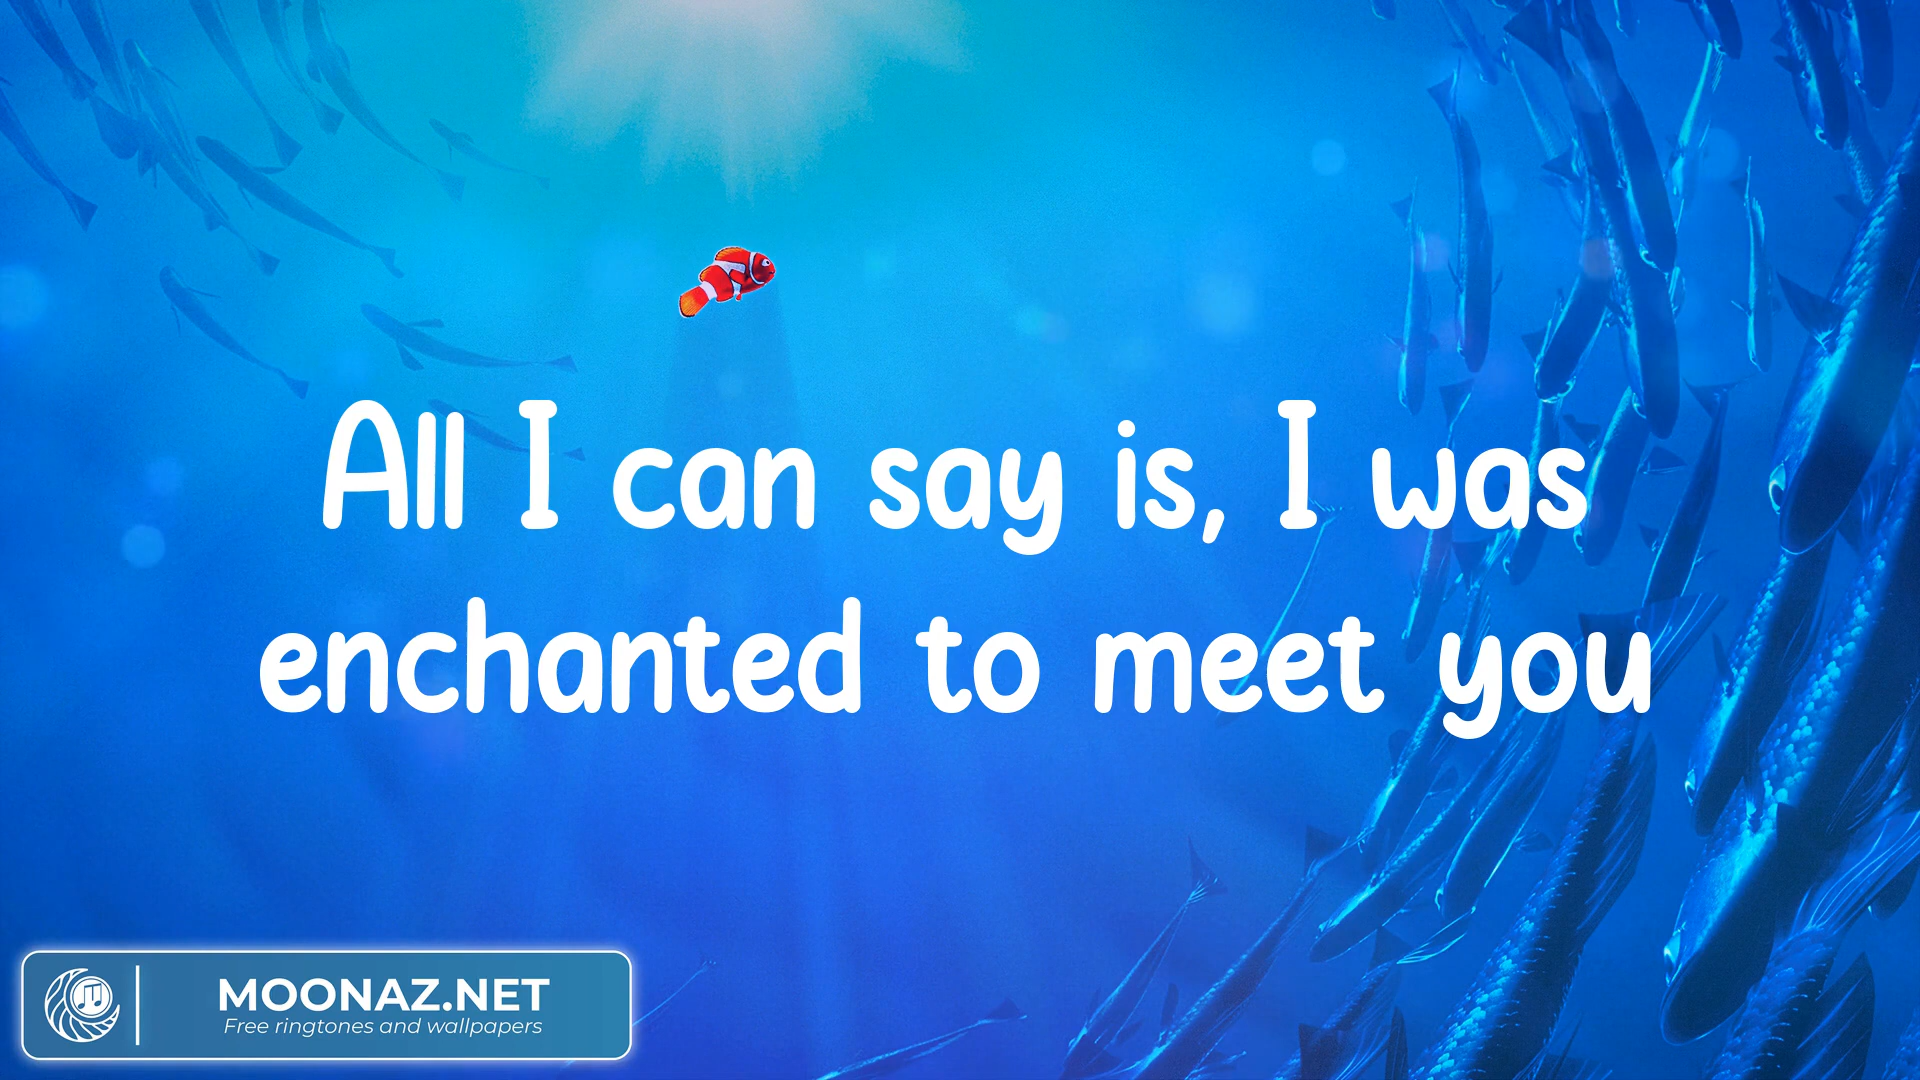 All I can say is, I was
enchanted to meet you
MOONAZ.NET
Free ringtones and wallpapers